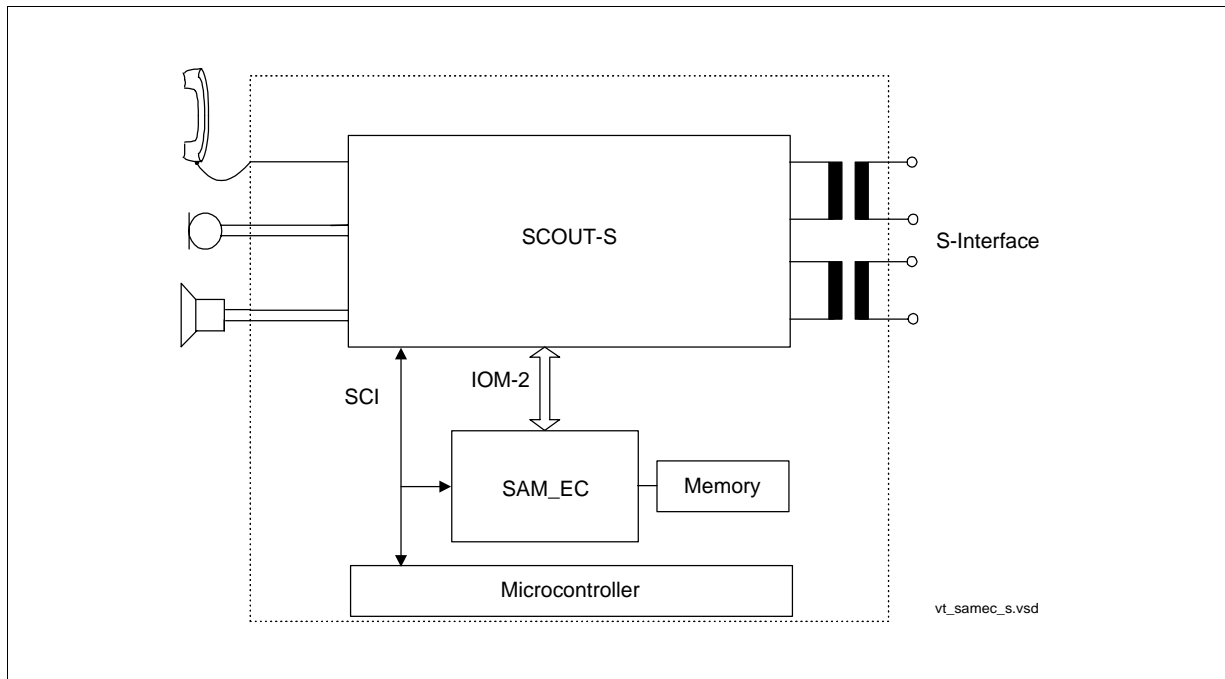 SCOUT-S
S-Interface
IOM-2
SCI
SAM_EC
Memory
Microcontroller
vt_samec_s.vsd